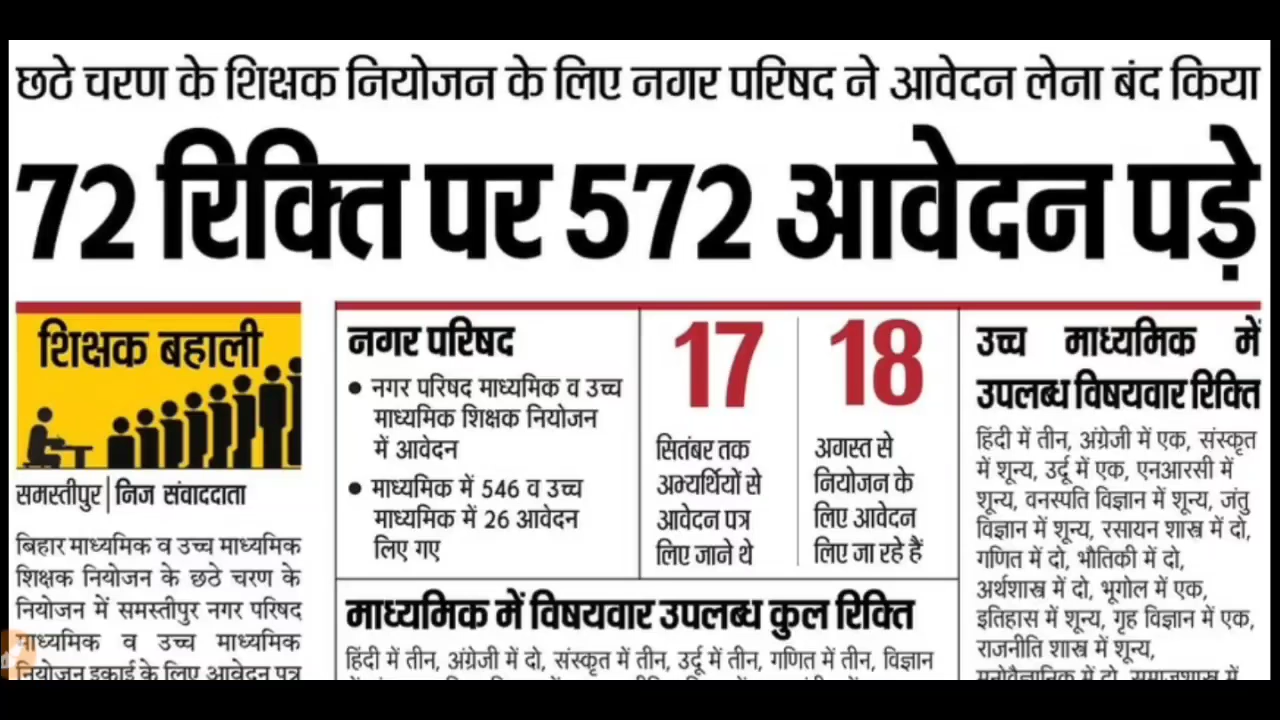 छठे चरण के शिक्षक नियोजन के लिए नगर परिषद ने आवेदन लेना बंद किया
72 रिक्ति पर 572 आवेदन पड़े
शिक्षक बहाली
समस्तीपुर | निज संवाददाता
बिहार माध्यमिक व उच्च माध्यमिक
शिक्षक नियोजन के छठे चरण के
नियोजन में समस्तीपुर नगर परिषद
माध्यमिक व उच्च माध्यमिक
नियोजन इकाई के लिए आवेदन पत्र
नगर परिषद
• नगर परिषद माध्यमिक व उच्च
माध्यमिक शिक्षक नियोजन
में आवेदन
• माध्यमिक में 546 व उच्च
माध्यमिक में 26 आवेदन
लिए गए
17
सितंबर तक
अभ्यर्थियों से
आवेदन पत्र
लिए जाने थे
18
अगस्त से
नियोजन के
लिए आवेदन
लिए जा रहे हैं
माध्यमिक में विषयवार उपलब्ध कुल रिक्ति
हिंदी में तीन, अंग्रेजी में दो, संस्कृत में तीन, उर्दू में तीन, गणित में तीन, विज्ञान
उच्च माध्यमिक में
उपलब्ध विषयवार रिक्ति
हिंदी में तीन, अंग्रेजी में एक, संस्कृत
में शून्य, उर्दू में एक, एनआरसी में
शून्य, वनस्पति विज्ञान में शून्य, जंतु
विज्ञान में शून्य, रसायन शास्त्र में दो,
गणित में दो, भौतिकी में दो,
अर्थशास्त्र में दो, भूगोल में एक,
इतिहास में शून्य, गृह विज्ञान में एक,
राजनीति शास्त्र में शून्य,
मनोवैज्ञानिक में दो, समाजशास्त्र में